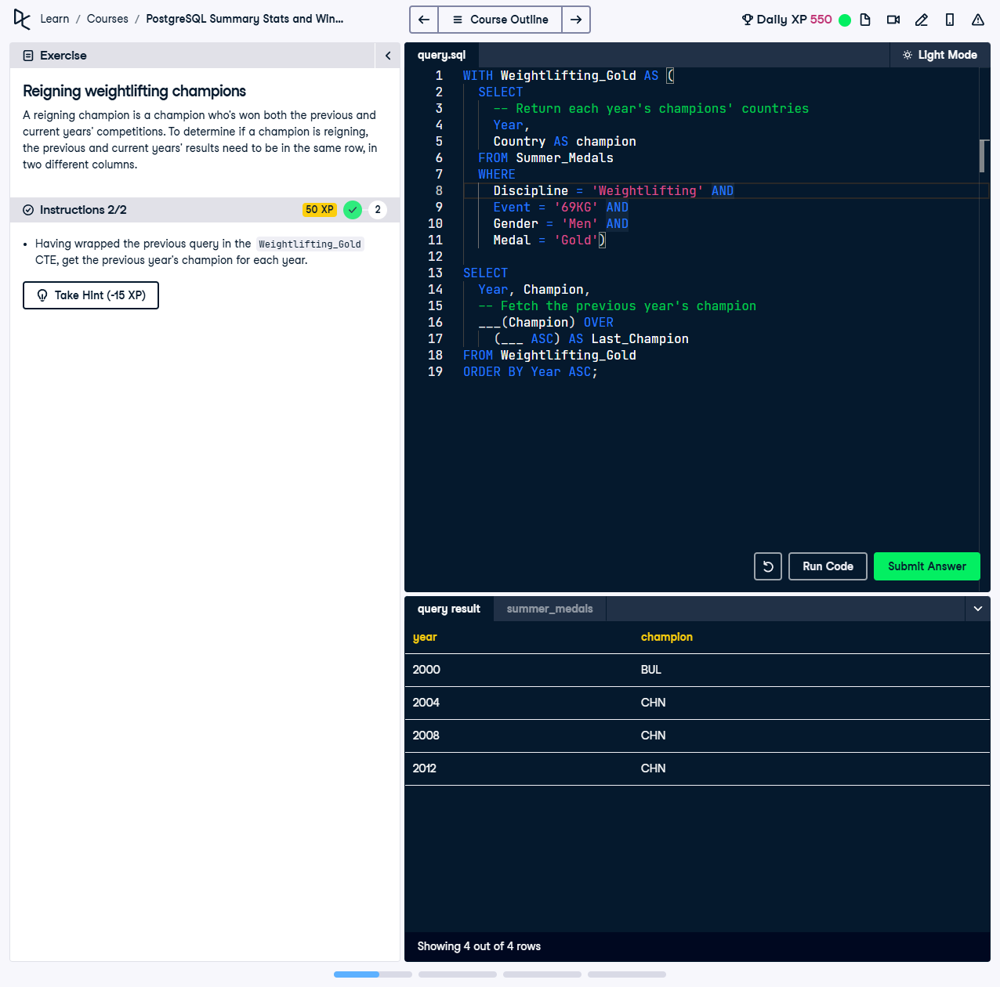 Learn / Courses / PostgreSQL Summary Stats and Win...
Course Outline
Daily XP 550
Exercise
Reigning weightlifting champions
A reigning champion is a champion who's won both the previous and
current years' competitions. To determine if a champion is reigning,
the previous and current years' results need to be in the same row, in
two different columns.
Instructions 2/2
50 XP
2
Having wrapped the previous query in the Weightlifting_Gold
CTE, get the previous year's champion for each year.
Take Hint (-15 XP)
query.sql
Light Mode
1 WITH Weightlifting_Gold AS (
2 SELECT
3 -- Return each year's champions' countries
4 Year,
5 Country AS champion
6 FROM Summer_Medals
7 WHERE
8 Discipline = 'Weightlifting' AND
9 Event = '69KG' AND
10 Gender = 'Men' AND
11 Medal = 'Gold')
12
13 SELECT
14 Year, Champion,
15 -- Fetch the previous year's champion
16 ___(Champion) OVER
17 (___ ASC) AS Last_Champion
18 FROM Weightlifting_Gold
19 ORDER BY Year ASC;
Run Code
Submit Answer
query result
summer_medals
year champion
2000 BUL
2004 CHN
2008 CHN
2012 CHN
Showing 4 out of 4 rows